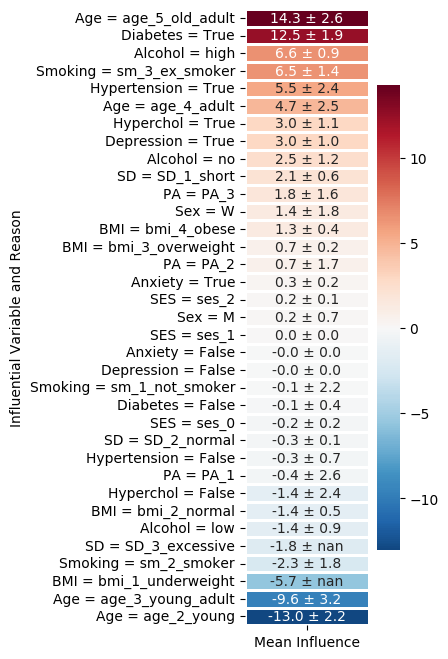 Influential Variable and Reason
Age = age_5_old_adult 14.3 ± 2.6
Diabetes = True 12.5 ± 1.9
Alcohol = high 6.6 ± 0.9
Smoking = sm_3_ex_smoker 6.5 ± 1.4
Hypertension = True 5.5 ± 2.4
Age = age_4_adult 4.7 ± 2.5
Hyperchol = True 3.0 ± 1.1
Depression = True 3.0 ± 1.0
Alcohol = no 2.5 ± 1.2
SD = SD_1_short 2.1 ± 0.6
PA = PA_3 1.8 ± 1.6
Sex = W 1.4 ± 1.8
BMI = bmi_4_obese 1.3 ± 0.4
BMI = bmi_3_overweight 0.7 ± 0.2
PA = PA_2 0.7 ± 1.7
Anxiety = True 0.3 ± 0.2
SES = ses_2 0.2 ± 0.1
Sex = M 0.2 ± 0.7
SES = ses_1 0.0 ± 0.0
Anxiety = False -0.0 ± 0.0
Depression = False -0.0 ± 0.0
Smoking = sm_1_not_smoker -0.1 ± 2.2
Diabetes = False -0.1 ± 0.4
SES = ses_0 -0.2 ± 0.2
SD = SD_2_normal -0.3 ± 0.1
Hypertension = False -0.3 ± 0.7
PA = PA_1 -0.4 ± 2.6
Hyperchol = False -1.4 ± 2.4
BMI = bmi_2_normal -1.4 ± 0.5
Alcohol = low -1.4 ± 0.9
SD = SD_3_excessive -1.8 ± nan
Smoking = sm_2_smoker -2.3 ± 1.8
BMI = bmi_1_underweight -5.7 ± nan
Age = age_3_young_adult -9.6 ± 3.2
Age = age_2_young -13.0 ± 2.2
Mean Influence
10
5
0
−5
−10